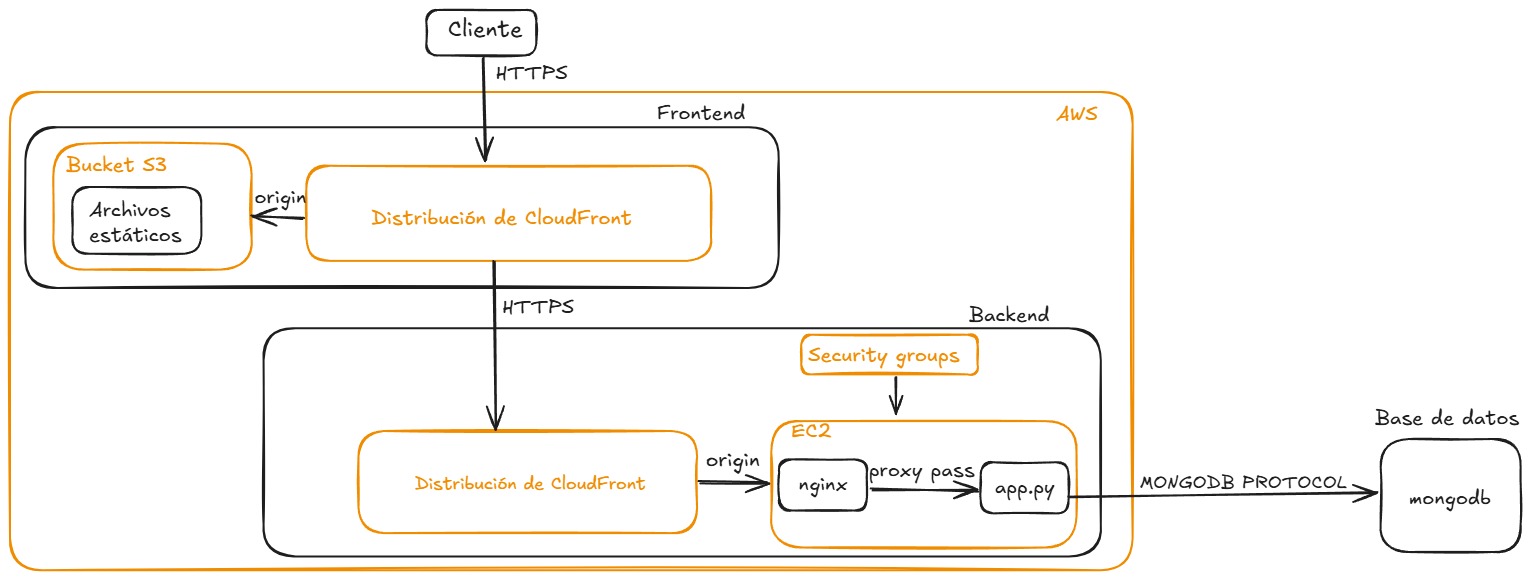 Cliente
HTTPS
AWS
Frontend
Bucket S3
Archivos
estáticos
origin
Distribución de CloudFront
HTTPS
Backend
Security groups
EC2
Distribución de CloudFront
origin
nginx
proxy pass
app.py
MONGODB PROTOCOL
Base de datos
mongodb